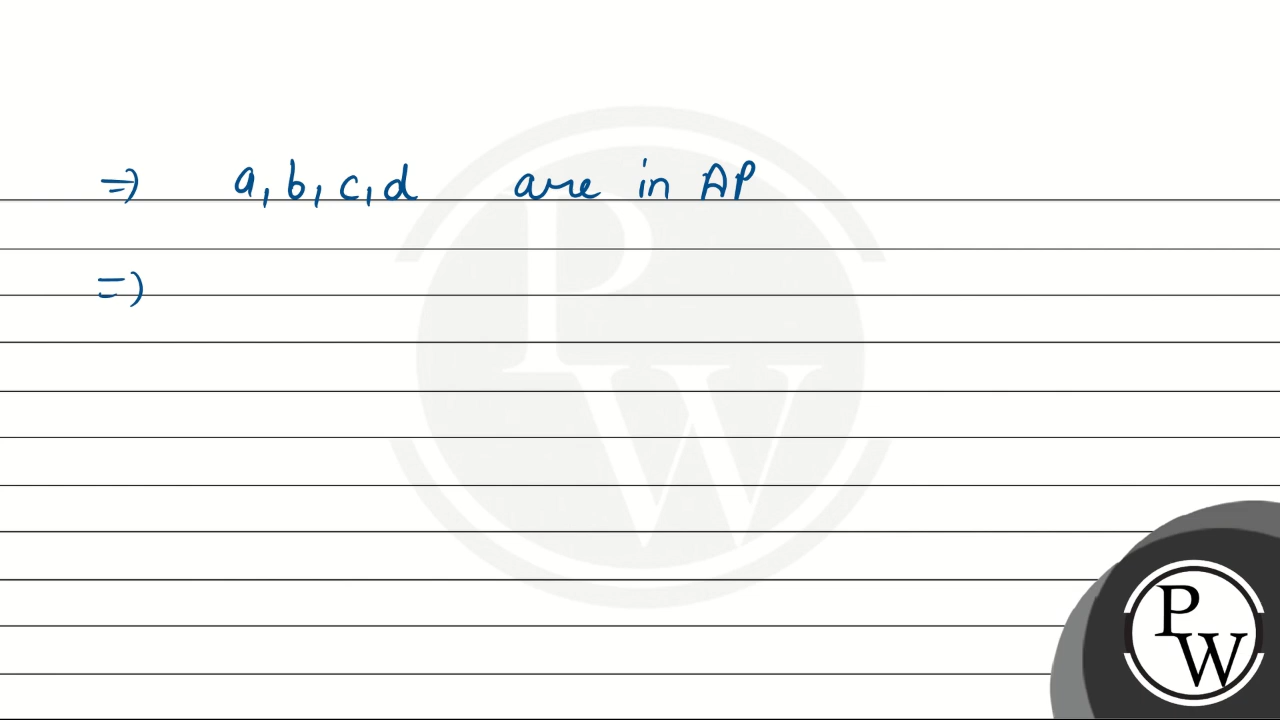 ⇒ a, b, c, d are in AP
⇒
P
W
P
W